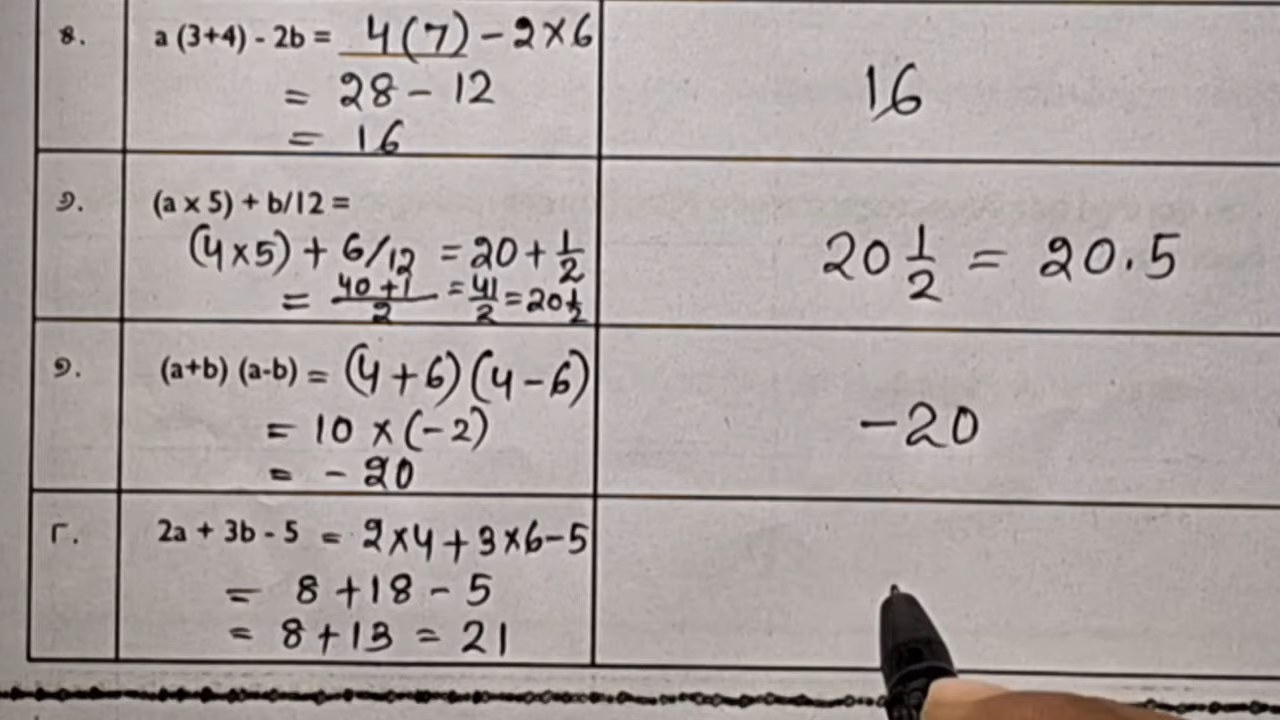 8. a (3+4) - 2b = 4(7) - 2×6 16
= 28 - 12
= 16
(a x 5) + b/12 =
(4×5) + 6/12 = 20 + 1/2 20 1/2 = 20.5
= 40+1/2 = 41/2 = 20 1/2
(a+b) (a-b) = (4+6)(4-6)
= 10 ×(-2) -20
= - 20
2a + 3b - 5 = 2×4+3×6-5
= 8 +18 - 5
= 8+13 = 21